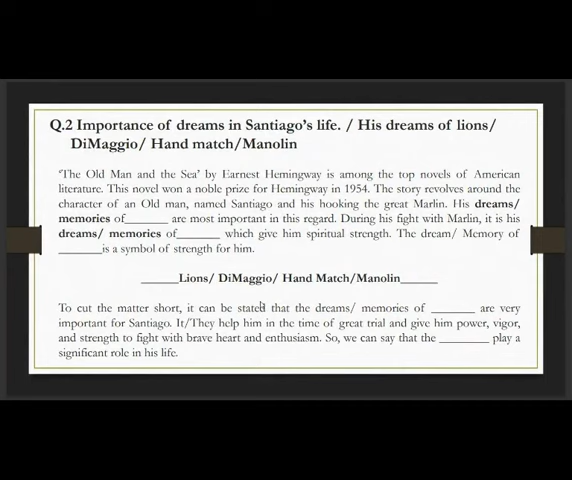 Q.2 Importance of dreams in Santiago's life. / His dreams of lions/
DiMaggio/ Hand match/Manolin
'The Old Man and the Sea' by Earnest Hemingway is among the top novels of American
literature. This novel won a noble prize for Hemingway in 1954. The story revolves around the
character of an Old man, named Santiago and his hooking the great Marlin. His dreams/
memories of_______ are most important in this regard. During his fight with Marlin, it is his
dreams/ memories of_______ which give him spiritual strength. The dream/ Memory of
_______is a symbol of strength for him.
______Lions/ DiMaggio/ Hand Match/Manolin______
To cut the matter short, it can be stated that the dreams/ memories of _______ are very
important for Santiago. It/They help him in the time of great trial and give him power, vigor,
and strength to fight with brave heart and enthusiasm. So, we can say that the ________ play a
significant role in his life.